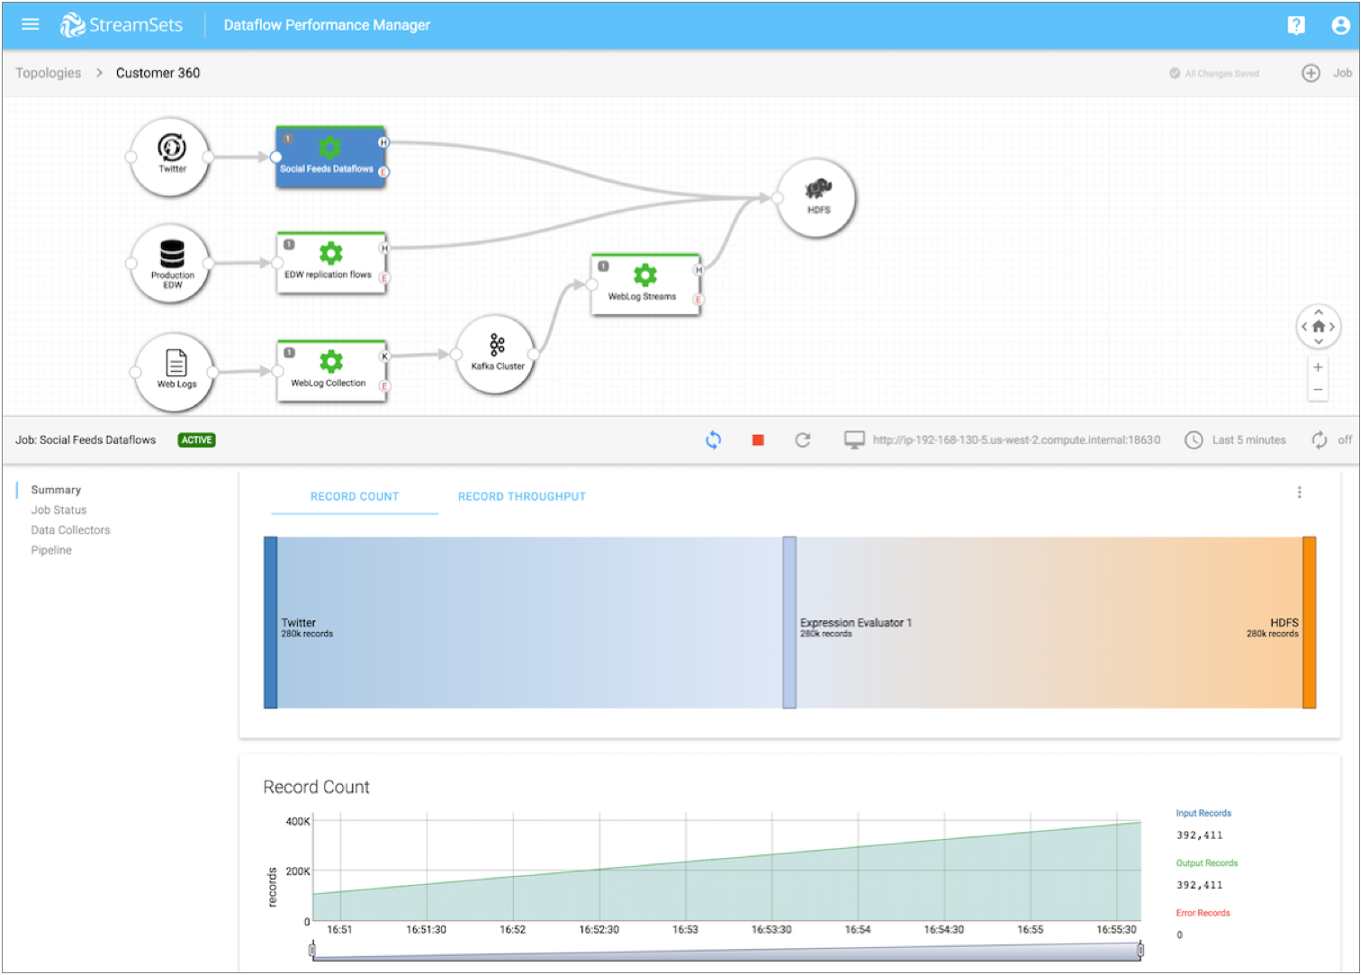 StreamSets
Dataflow Performance Manager
?
Topologies > Customer 360
All Changes Saved
Job
Twitter
1
Social Feeds Dataflows
H
E
HDFS
Production
EDW
1
EDW replication flows
H
E
1
WebLog Streams
H
E
Web Logs
1
WebLog Collection
K
E
Kafka Cluster
+
−
Job: Social Feeds Dataflows
ACTIVE
http://ip-192-168-130-5.us-west-2.compute.internal:18630
Last 5 minutes
off
Summary
Job Status
Data Collectors
Pipeline
RECORD COUNT
RECORD THROUGHPUT
Twitter
280k records
Expression Evaluator 1
280k records
HDFS
280k records
Record Count
records
400K
200K
0
16:51
16:51:30
16:52
16:52:30
16:53
16:53:30
16:54
16:54:30
16:55
16:55:30
Input Records
392,411
Output Records
392,411
Error Records
0